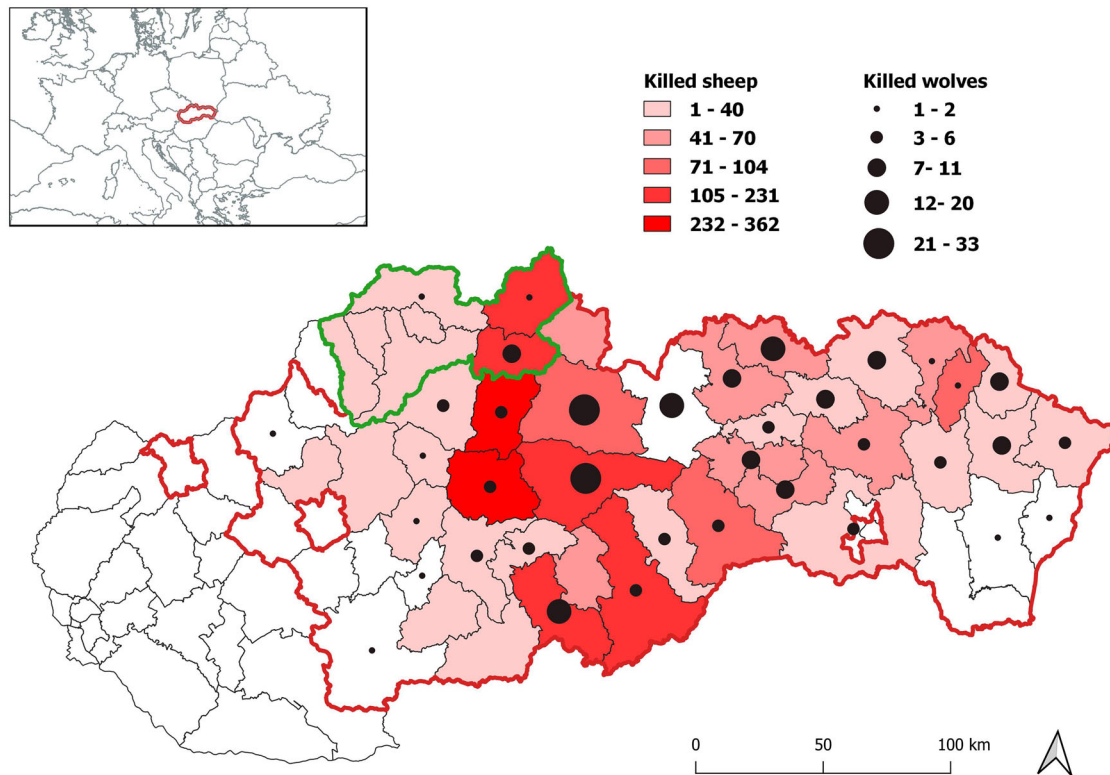 Killed sheep
1 - 40
41 - 70
71 - 104
105 - 231
232 - 362
Killed wolves
1 - 2
3 - 6
7- 11
12- 20
21 - 33
0 50 100 km